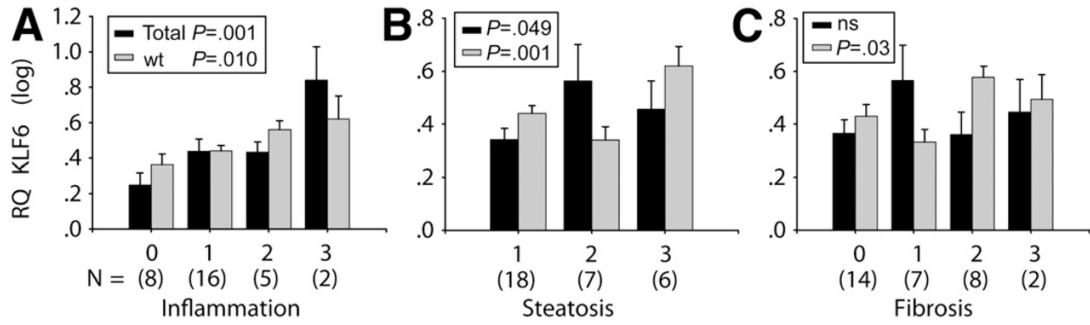 A
1.2
1.0
.8
.6
.4
.2
.0
RQ KLF6 (log)
Total P=.001
wt P=.010
0 1 2 3
N = (8) (16) (5) (2)
Inflammation
B
.8
.6
.4
.2
.0
P=.049
P=.001
1 2 3
(18) (7) (6)
Steatosis
C
.8
.6
.4
.2
.0
ns
P=.03
0 1 2 3
(14) (7) (8) (2)
Fibrosis